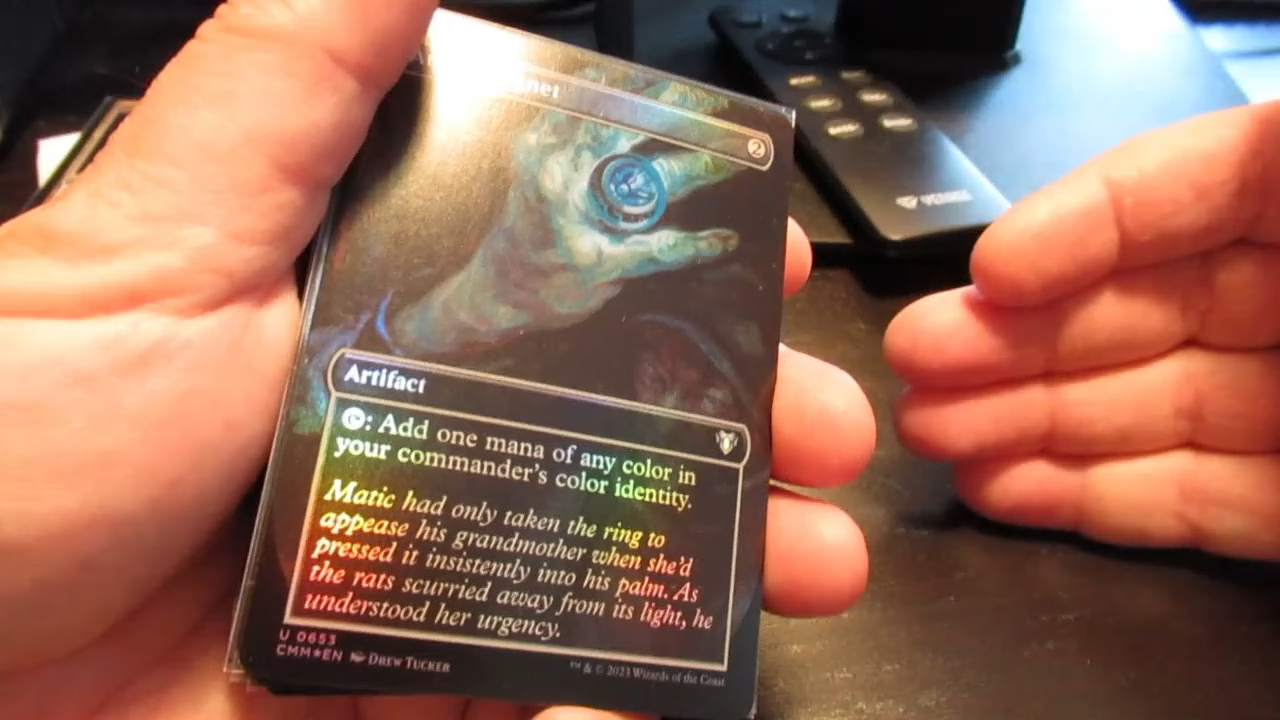 net
2
Artifact
: Add one mana of any color in
your commander's color identity.
Matic had only taken the ring to
appease his grandmother when she'd
pressed it insistently into his palm. As
the rats scurried away from its light, he
understood her urgency.
U 0653
CMM★EN DREW TUCKER
™ & © 2023 Wizards of the Coast